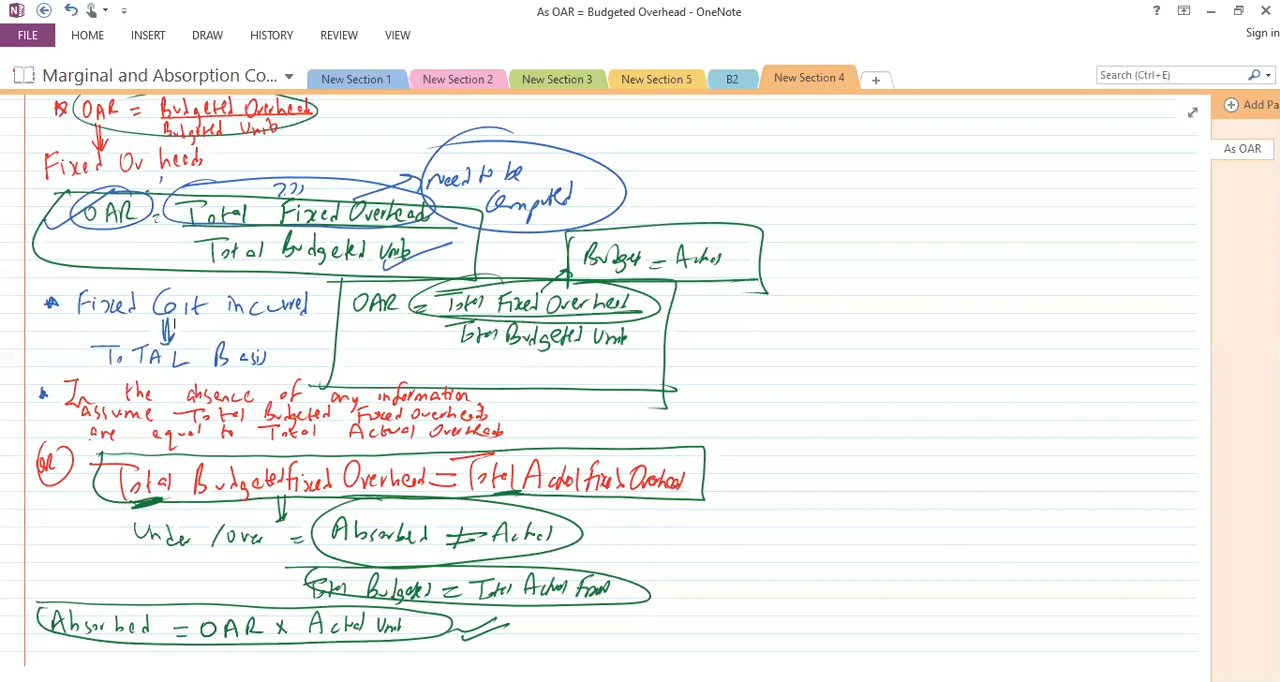 As OAR = Budgeted Overhead - OneNote
Sign in
FILE HOME INSERT DRAW HISTORY REVIEW VIEW
Marginal and Absorption Co... New Section 1 New Section 2 New Section 3 New Section 5 B2 New Section 4 Search (Ctrl+E)
Add Pa
As OAR
OAR = Budgeted Overhead
Budgeted Unit
Fixed Ov heads
???
need to be
computed
OAR = Total Fixed Overhead
Total Budgeted Unit
Budget = Actual
* Fixed Cost incurred
TOTAL Basis
OAR = Total Fixed Overhead
Total Budgeted Unit
In the absence of any information,
assume Total Budgeted Fixed Overheads
are equal to Total Actual Overheads
OR
Total Budgeted fixed Overhead = Total Actual fixed Overhead
Under / over = Absorbed ≠ Actual
Total Budgeted = Total Actual Fixed
Absorbed = OAR x Actual Unit